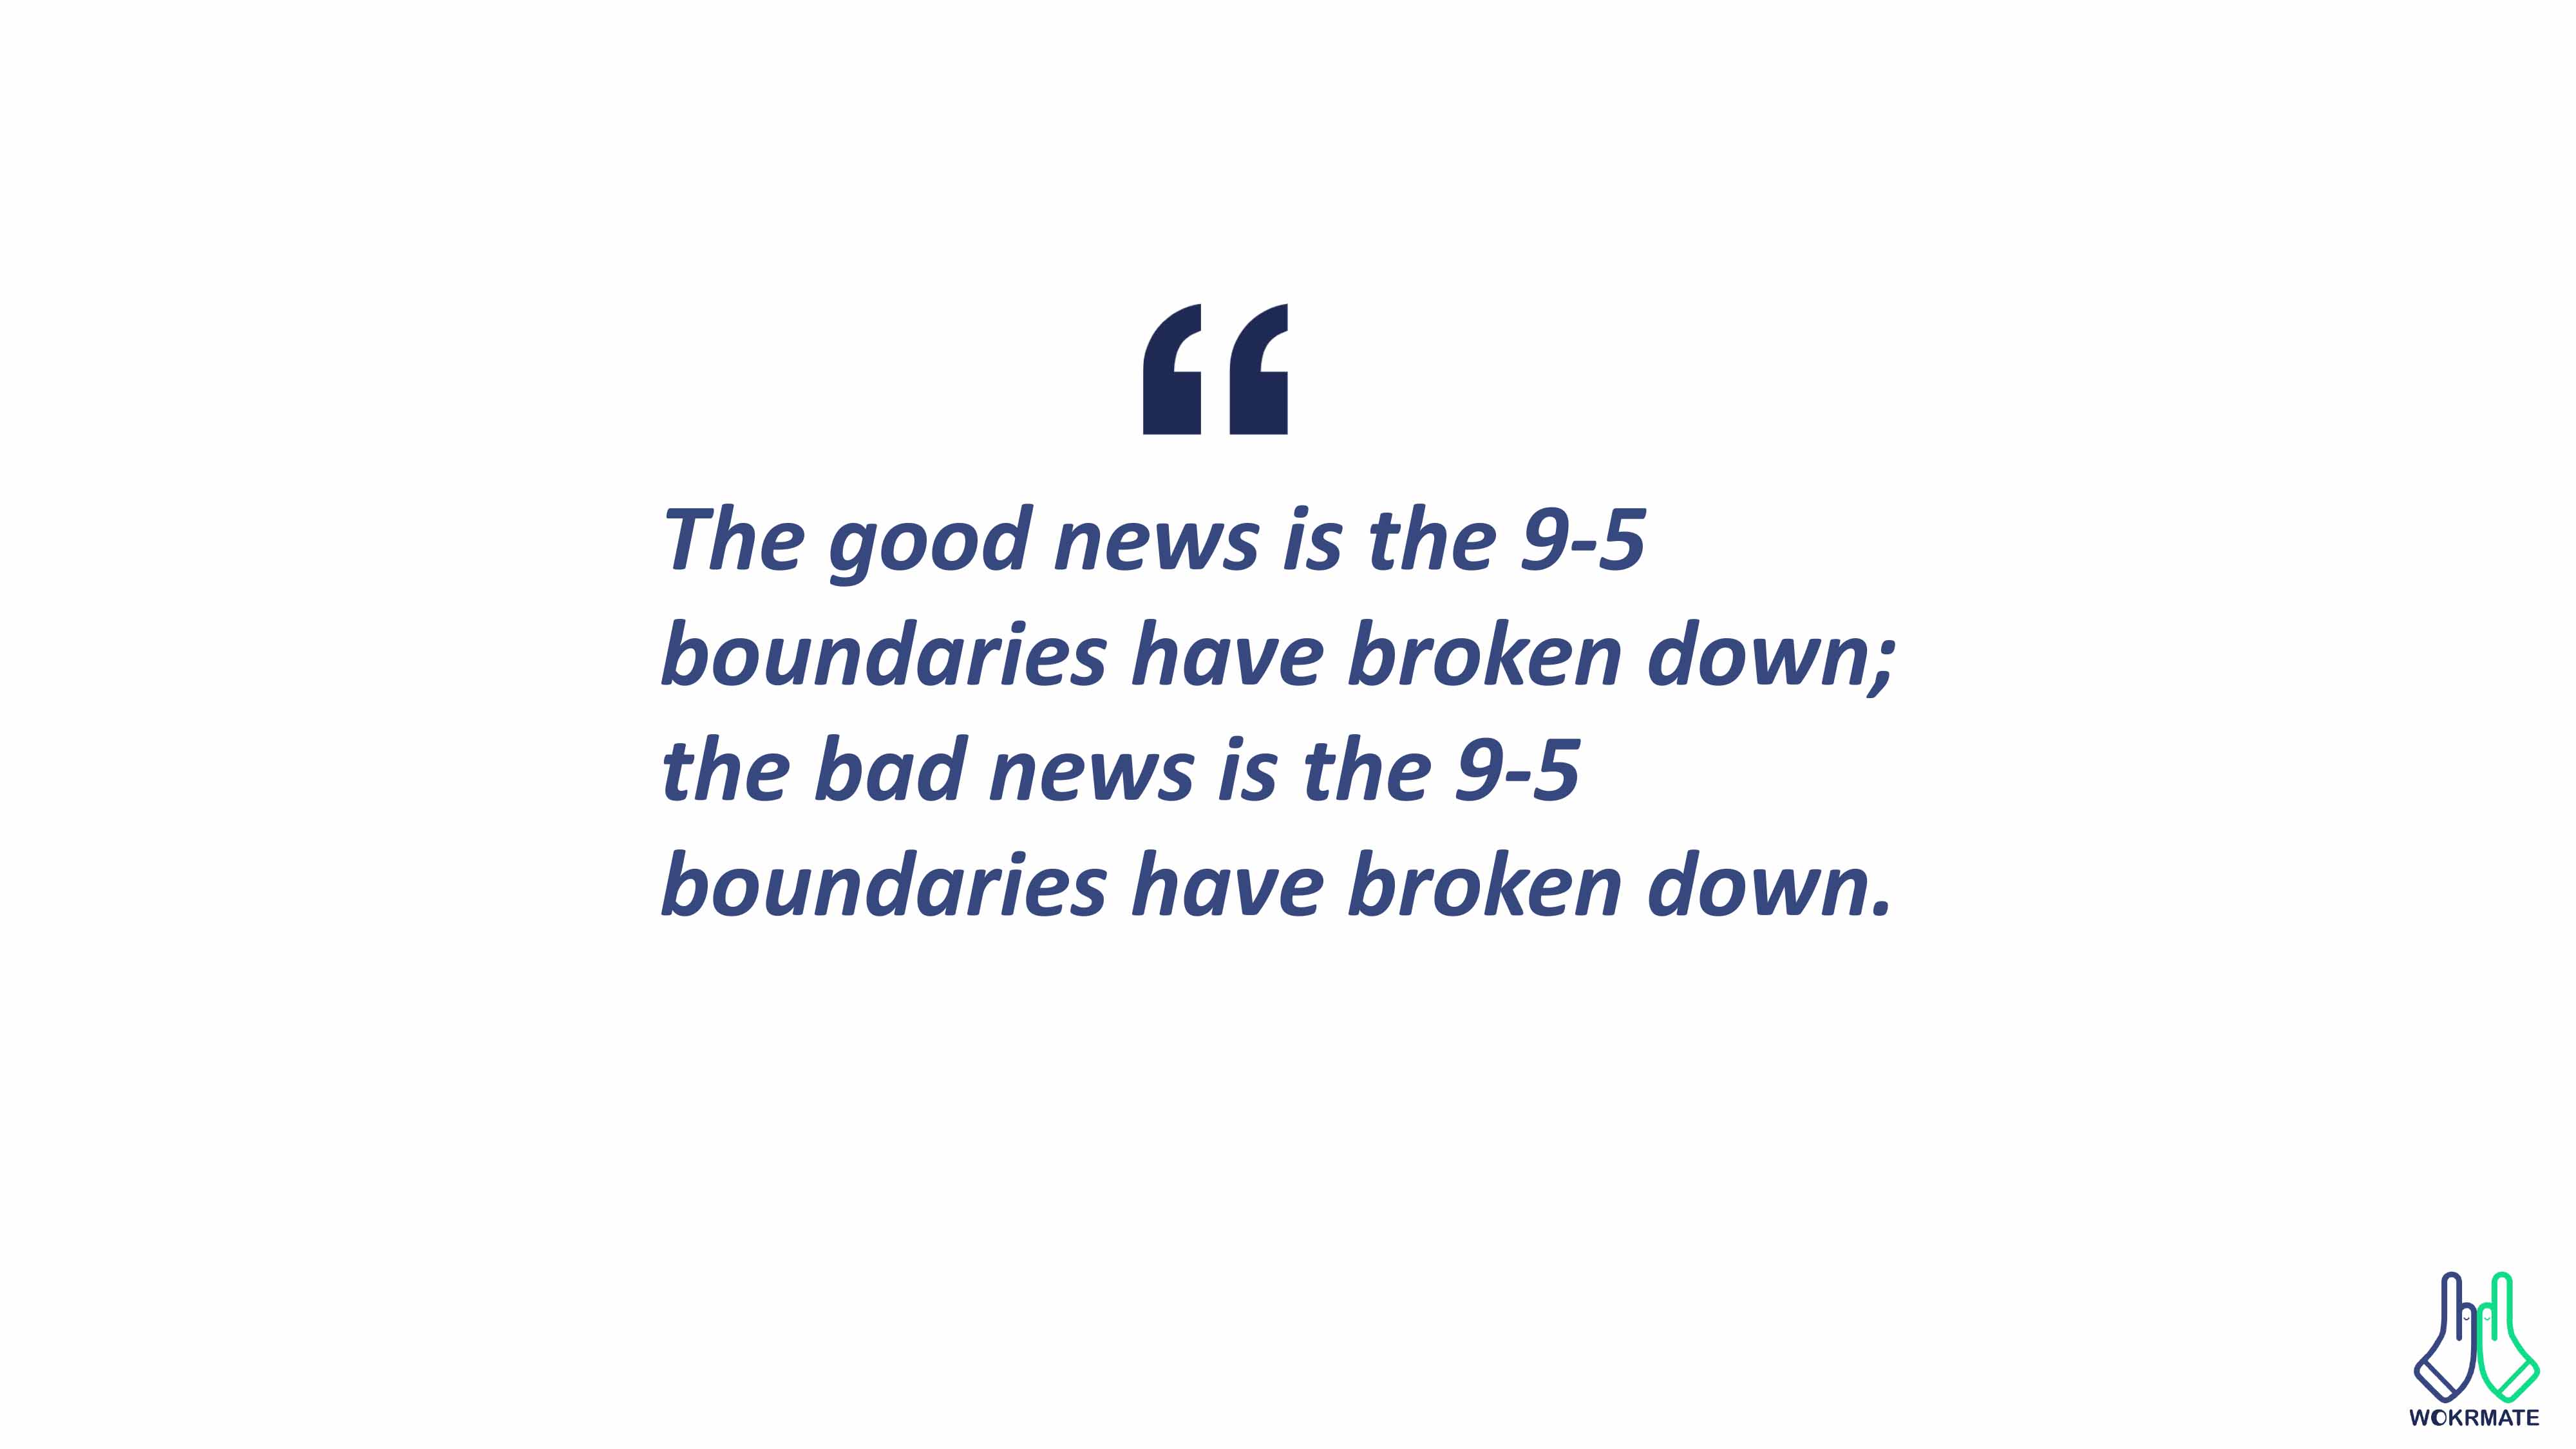 “
The good news is the 9-5
boundaries have broken down;
the bad news is the 9-5
boundaries have broken down.
WOKRMATE